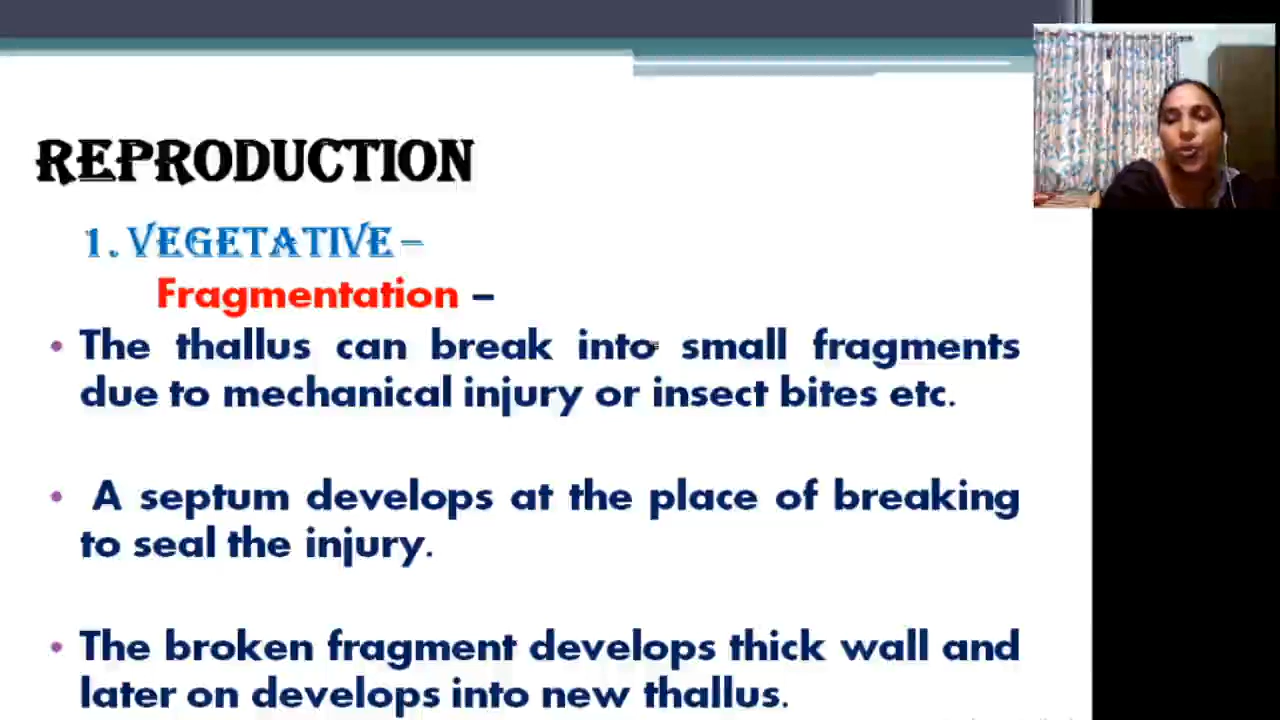 REPRODUCTION
1. VEGETATIVE –
Fragmentation –
• The thallus can break into small fragments
due to mechanical injury or insect bites etc.
• A septum develops at the place of breaking
to seal the injury.
• The broken fragment develops thick wall and
later on develops into new thallus.